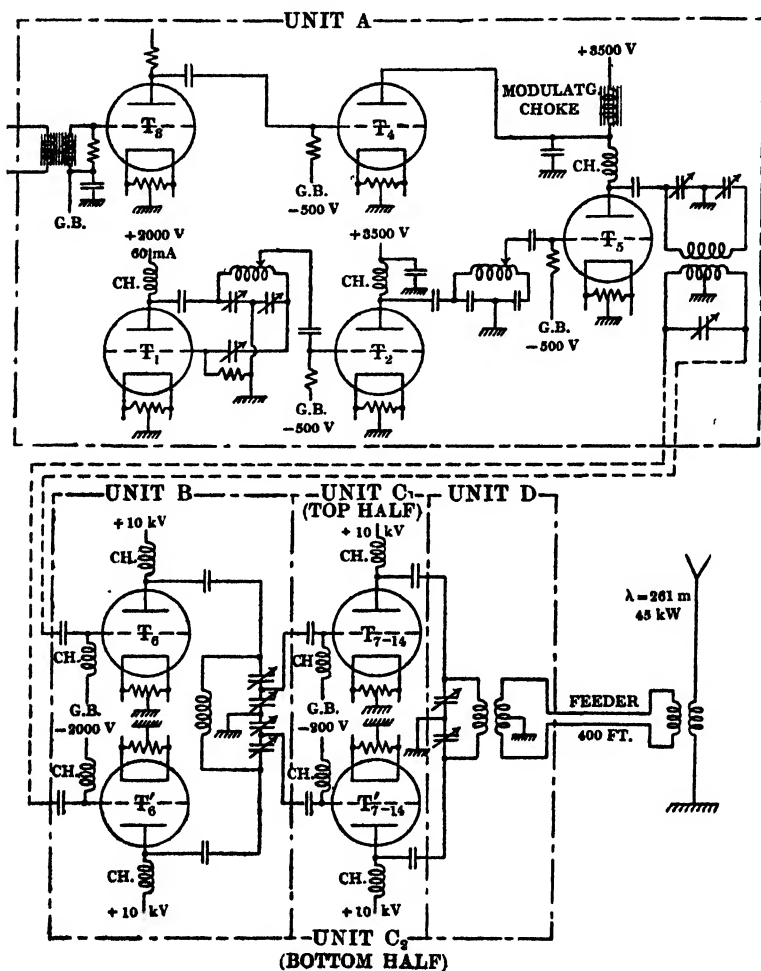 UNIT A
+3500 V
MODULATG.
CHOKE
T₃
T₄
CH.
G.B.
G.B.
-500 V
+2000 V
60 mA
+3500 V
T₅
CH.
CH.
G.B.
-500 V
T₁
T₂
G.B.
-500 V
UNIT B
UNIT C₁
(TOP HALF)
UNIT D
+10 kV
+10 kV
CH.
CH.
λ=261 m
45 kW
T₆
T₇₋₁₄
CH.
CH
G.B.
-2000 V
G.B.
-200 V
FEEDER
400 FT.
CH.
CH.
T'₆
T'₇₋₁₄
CH.
CH.
+10 kV
+10 kV
UNIT C₂
(BOTTOM HALF)